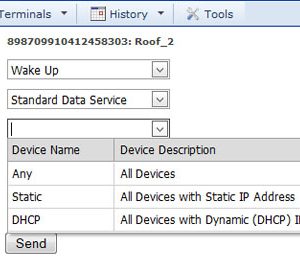 Terminals History Tools
898709910412458303: Roof_2
Wake Up
Standard Data Service
Device Name Device Description
Any All Devices
Static All Devices with Static IP Address
DHCP All Devices with Dynamic (DHCP)
Send